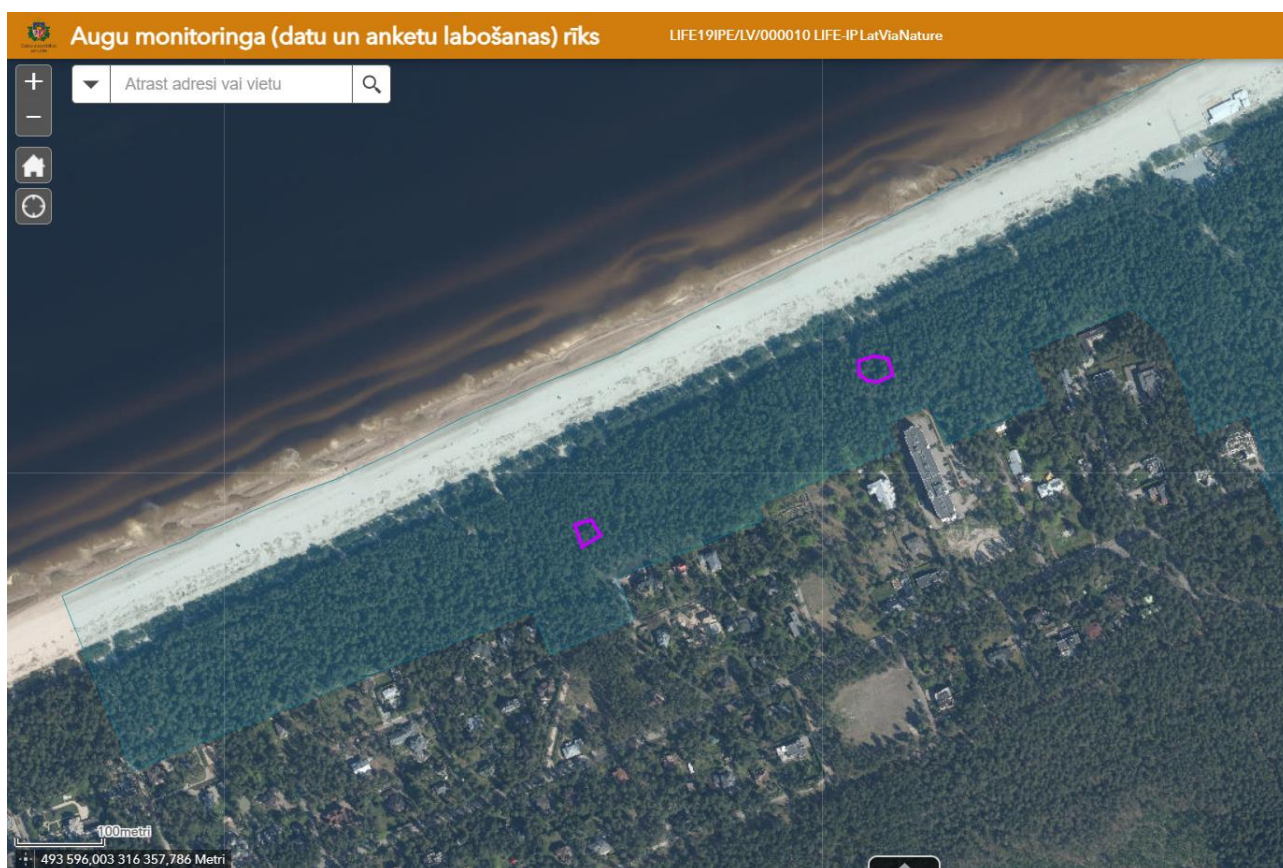 Augu monitoringa (datu un anketu labošanas) rīks
LIFE19IPE/LV/000010 LIFE-IP LatViaNature
Atrast adresi vai vietu
100metri
493 596,003 316 357,786 Metri